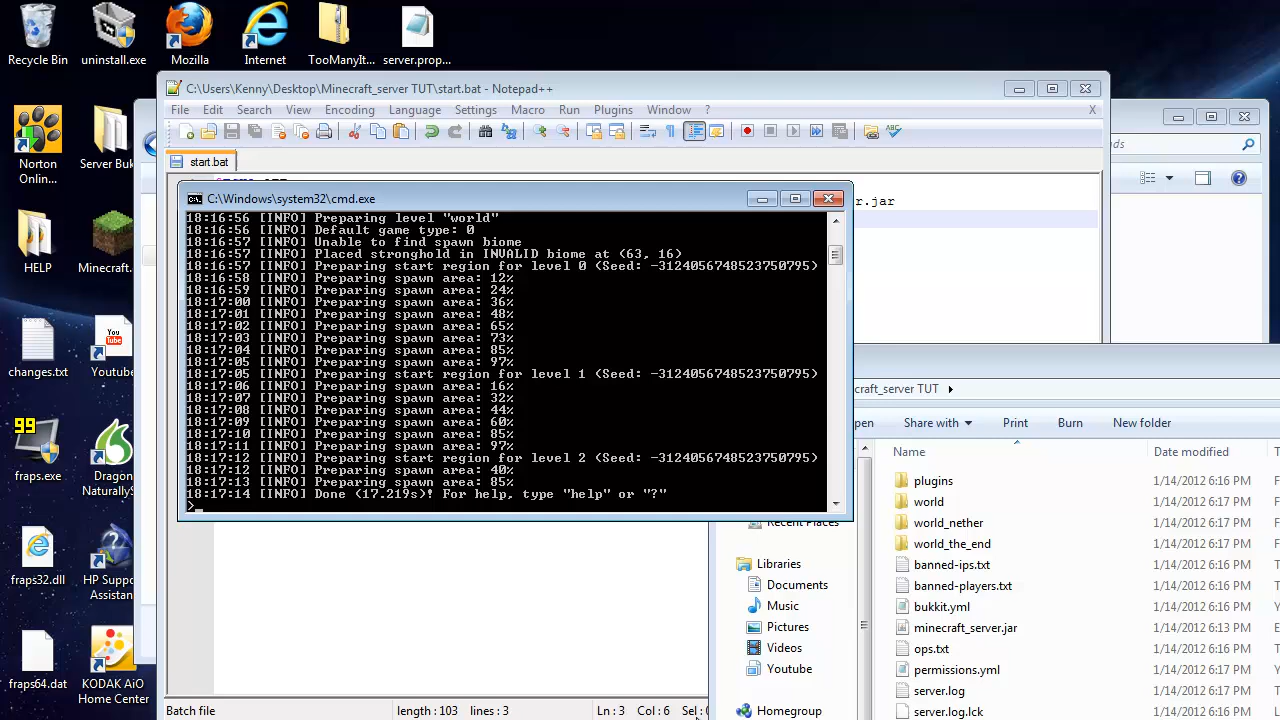 Recycle Bin
uninstall.exe
Mozilla
Internet
TooManyIt...
server.prop...
Norton
Online...
Server Buk
HELP
Minecraft.
changes.txt
You
Tube
Youtube
99
fraps.exe
Dragon
NaturallyS
fraps32.dll
HP Suppo
Assistan
fraps64.dat
KODAK AiO
Home Center
C:\Users\Kenny\Desktop\Minecraft_server TUT\start.bat - Notepad++
File Edit Search View Encoding Language Settings Macro Run Plugins Window ? X
start.bat
r.jar
C:\Windows\system32\cmd.exe
18:16:56 [INFO] Preparing level "world"
18:16:56 [INFO] Default game type: 0
18:16:57 [INFO] Unable to find spawn biome
18:16:57 [INFO] Placed stronghold in INVALID biome at (63, 16)
18:16:57 [INFO] Preparing start region for level 0 (Seed: -3124056748523750795)
18:16:58 [INFO] Preparing spawn area: 12%
18:16:59 [INFO] Preparing spawn area: 24%
18:17:00 [INFO] Preparing spawn area: 36%
18:17:01 [INFO] Preparing spawn area: 48%
18:17:02 [INFO] Preparing spawn area: 65%
18:17:03 [INFO] Preparing spawn area: 73%
18:17:04 [INFO] Preparing spawn area: 85%
18:17:05 [INFO] Preparing spawn area: 97%
18:17:05 [INFO] Preparing start region for level 1 (Seed: -3124056748523750795)
18:17:06 [INFO] Preparing spawn area: 16%
18:17:07 [INFO] Preparing spawn area: 32%
18:17:08 [INFO] Preparing spawn area: 44%
18:17:09 [INFO] Preparing spawn area: 60%
18:17:10 [INFO] Preparing spawn area: 85%
18:17:11 [INFO] Preparing spawn area: 97%
18:17:12 [INFO] Preparing start region for level 2 (Seed: -3124056748523750795)
18:17:12 [INFO] Preparing spawn area: 40%
18:17:13 [INFO] Preparing spawn area: 85%
18:17:14 [INFO] Done (17.219s)! For help, type "help" or "?"
>_
Batch file length : 103 lines : 3 Ln : 3 Col : 6 Sel :
ds
craft_server TUT
pen Share with Print Burn New folder
Name Date modified T
plugins 1/14/2012 6:16 PM F
world 1/14/2012 6:17 PM F
world_nether 1/14/2012 6:17 PM F
world_the_end 1/14/2012 6:17 PM F
banned-ips.txt 1/14/2012 6:16 PM T
banned-players.txt 1/14/2012 6:16 PM T
bukkit.yml 1/14/2012 6:16 PM Y
minecraft_server.jar 1/14/2012 6:13 PM E
ops.txt 1/14/2012 6:16 PM T
permissions.yml 1/14/2012 6:16 PM Y
server.log 1/14/2012 6:17 PM T
server.log.lck 1/14/2012 6:16 PM L
Recent Places
Libraries
Documents
Music
Pictures
Videos
Youtube
Homegroup